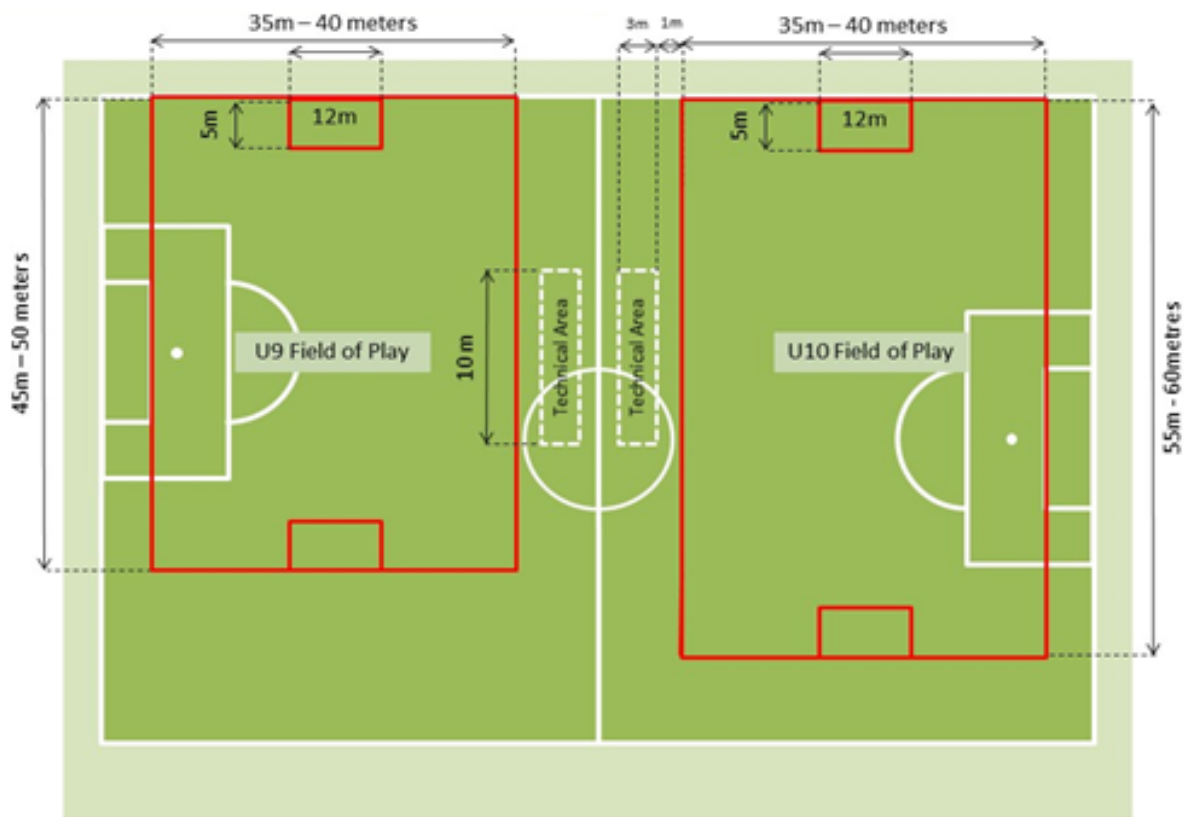 35m – 40 meters
3m
1m
35m – 40 meters
5m
12m
5m
12m
45m – 50 meters
10 m
U9 Field of Play
Technical Area
Technical Area
U10 Field of Play
55m - 60metres